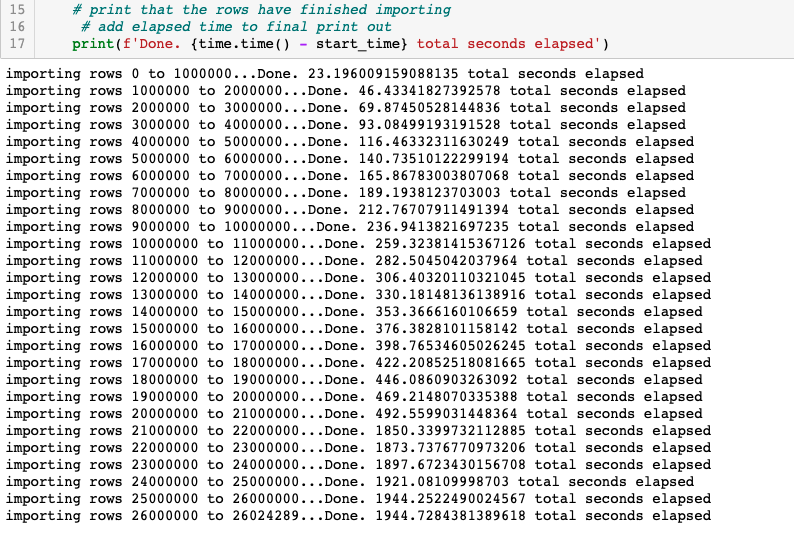 15 # print that the rows have finished importing
16 # add elapsed time to final print out
17 print(f'Done. {time.time() - start_time} total seconds elapsed')
importing rows 0 to 1000000...Done. 23.196009159088135 total seconds elapsed
importing rows 1000000 to 2000000...Done. 46.43341827392578 total seconds elapsed
importing rows 2000000 to 3000000...Done. 69.87450528144836 total seconds elapsed
importing rows 3000000 to 4000000...Done. 93.08499193191528 total seconds elapsed
importing rows 4000000 to 5000000...Done. 116.46332311630249 total seconds elapsed
importing rows 5000000 to 6000000...Done. 140.73510122299194 total seconds elapsed
importing rows 6000000 to 7000000...Done. 165.86783003807068 total seconds elapsed
importing rows 7000000 to 8000000...Done. 189.1938123703003 total seconds elapsed
importing rows 8000000 to 9000000...Done. 212.76707911491394 total seconds elapsed
importing rows 9000000 to 10000000...Done. 236.9413821697235 total seconds elapsed
importing rows 10000000 to 11000000...Done. 259.32381415367126 total seconds elapsed
importing rows 11000000 to 12000000...Done. 282.5045042037964 total seconds elapsed
importing rows 12000000 to 13000000...Done. 306.40320110321045 total seconds elapsed
importing rows 13000000 to 14000000...Done. 330.18148136138916 total seconds elapsed
importing rows 14000000 to 15000000...Done. 353.3666160106659 total seconds elapsed
importing rows 15000000 to 16000000...Done. 376.3828101158142 total seconds elapsed
importing rows 16000000 to 17000000...Done. 398.76534605026245 total seconds elapsed
importing rows 17000000 to 18000000...Done. 422.20852518081665 total seconds elapsed
importing rows 18000000 to 19000000...Done. 446.0860903263092 total seconds elapsed
importing rows 19000000 to 20000000...Done. 469.2148070335388 total seconds elapsed
importing rows 20000000 to 21000000...Done. 492.5599031448364 total seconds elapsed
importing rows 21000000 to 22000000...Done. 1850.3399732112885 total seconds elapsed
importing rows 22000000 to 23000000...Done. 1873.7376770973206 total seconds elapsed
importing rows 23000000 to 24000000...Done. 1897.6723430156708 total seconds elapsed
importing rows 24000000 to 25000000...Done. 1921.08109998703 total seconds elapsed
importing rows 25000000 to 26000000...Done. 1944.2522490024567 total seconds elapsed
importing rows 26000000 to 26024289...Done. 1944.7284381389618 total seconds elapsed